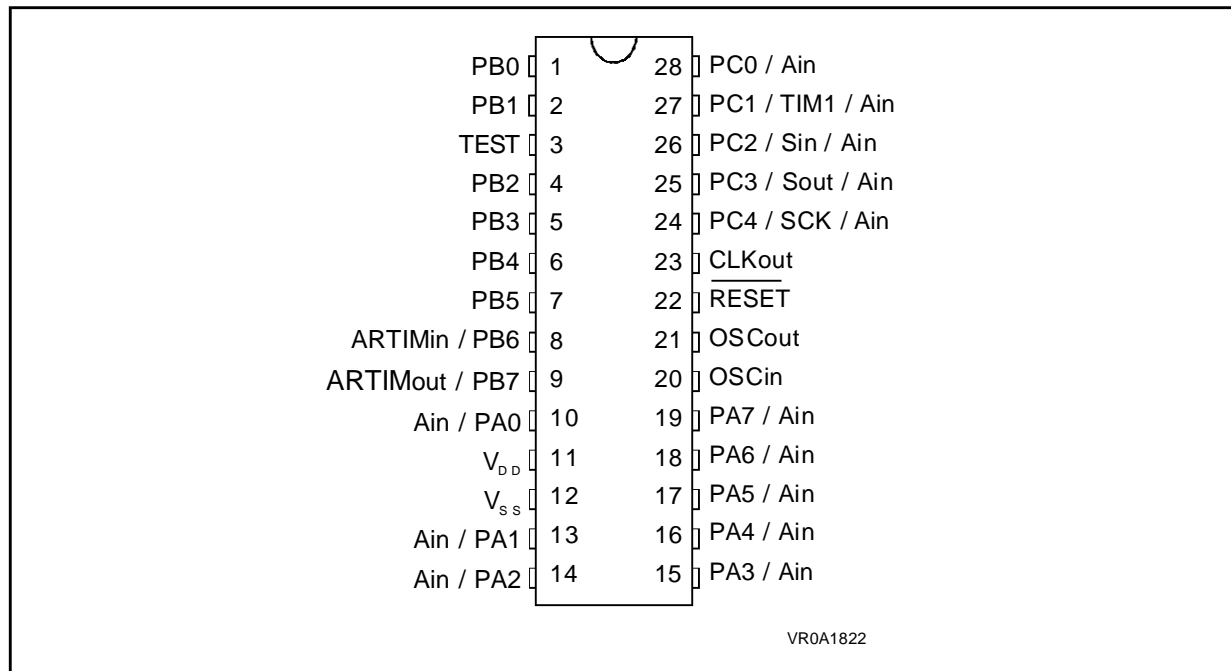 PB0 1 28 PC0 / Ain
PB1 2 27 PC1 / TIM1 / Ain
TEST 3 26 PC2 / Sin / Ain
PB2 4 25 PC3 / Sout / Ain
PB3 5 24 PC4 / SCK / Ain
PB4 6 23 CLKout
PB5 7 22 RESET
ARTIMin / PB6 8 21 OSCout
ARTIMout / PB7 9 20 OSCin
Ain / PA0 10 19 PA7 / Ain
VDD 11 18 PA6 / Ain
VSS 12 17 PA5 / Ain
Ain / PA1 13 16 PA4 / Ain
Ain / PA2 14 15 PA3 / Ain
VR0A1822